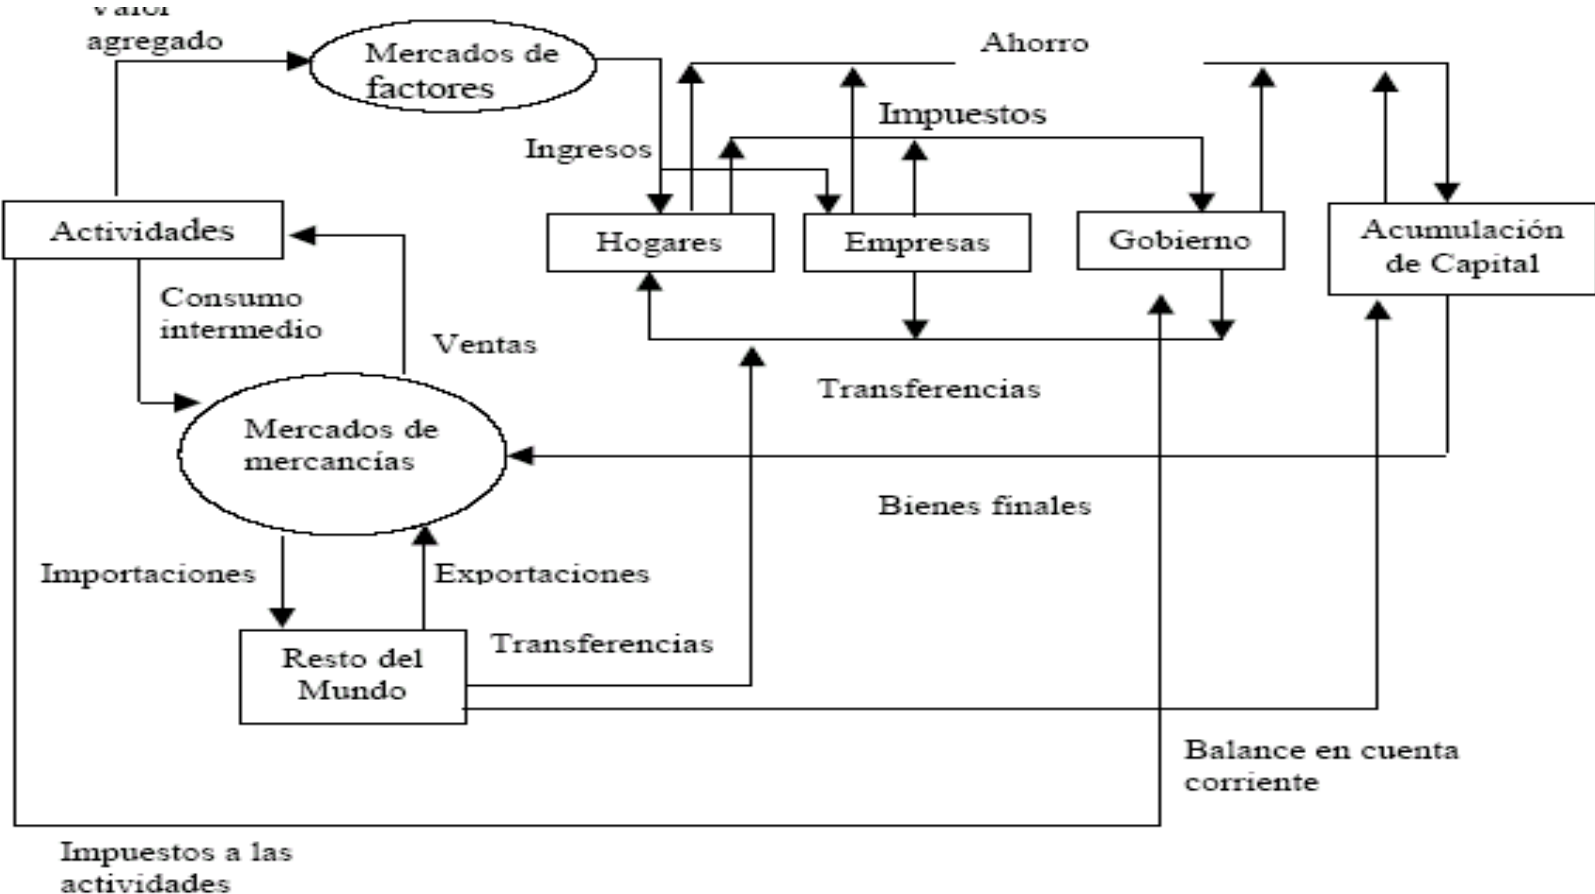 Valor
agregado
Mercados de
factores
Ahorro
Impuestos
Ingresos
Actividades
Hogares
Empresas
Gobierno
Acumulación
de Capital
Consumo
intermedio
Ventas
Transferencias
Mercados de
mercancías
Bienes finales
Importaciones
Exportaciones
Transferencias
Resto del
Mundo
Balance en cuenta
corriente
Impuestos a las
actividades